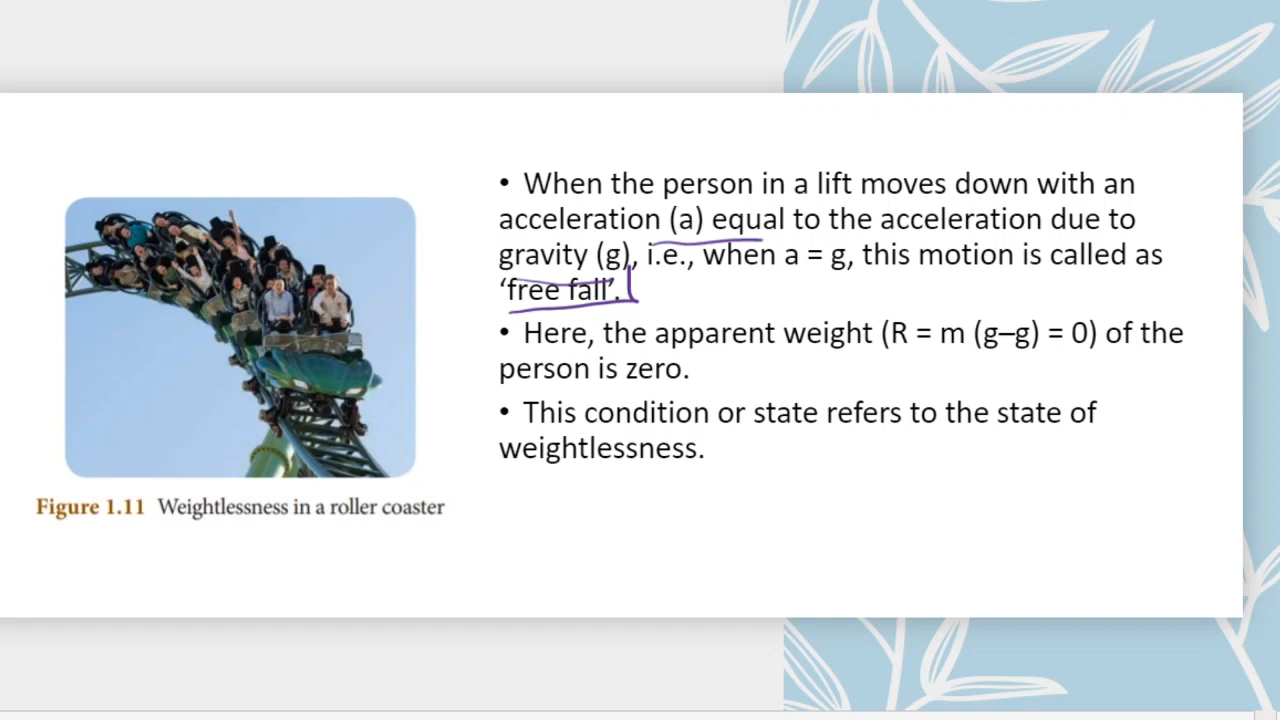 • When the person in a lift moves down with an
acceleration (a) equal to the acceleration due to
gravity (g), i.e., when a = g, this motion is called as
‘free fall’.
• Here, the apparent weight (R = m (g–g) = 0) of the
person is zero.
• This condition or state refers to the state of
weightlessness.
Figure 1.11 Weightlessness in a roller coaster